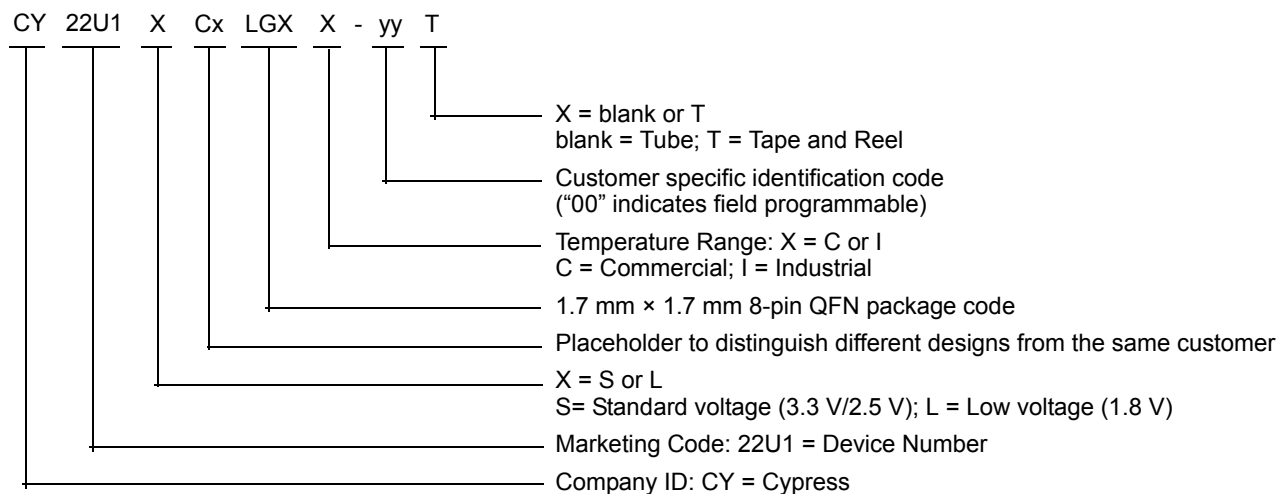 CY 22U1 X Cx LGX X - yy T
X = blank or T
blank = Tube; T = Tape and Reel
Customer specific identification code
(“00” indicates field programmable)
Temperature Range: X = C or I
C = Commercial; I = Industrial
1.7 mm × 1.7 mm 8-pin QFN package code
Placeholder to distinguish different designs from the same customer
X = S or L
S= Standard voltage (3.3 V/2.5 V); L = Low voltage (1.8 V)
Marketing Code: 22U1 = Device Number
Company ID: CY = Cypress